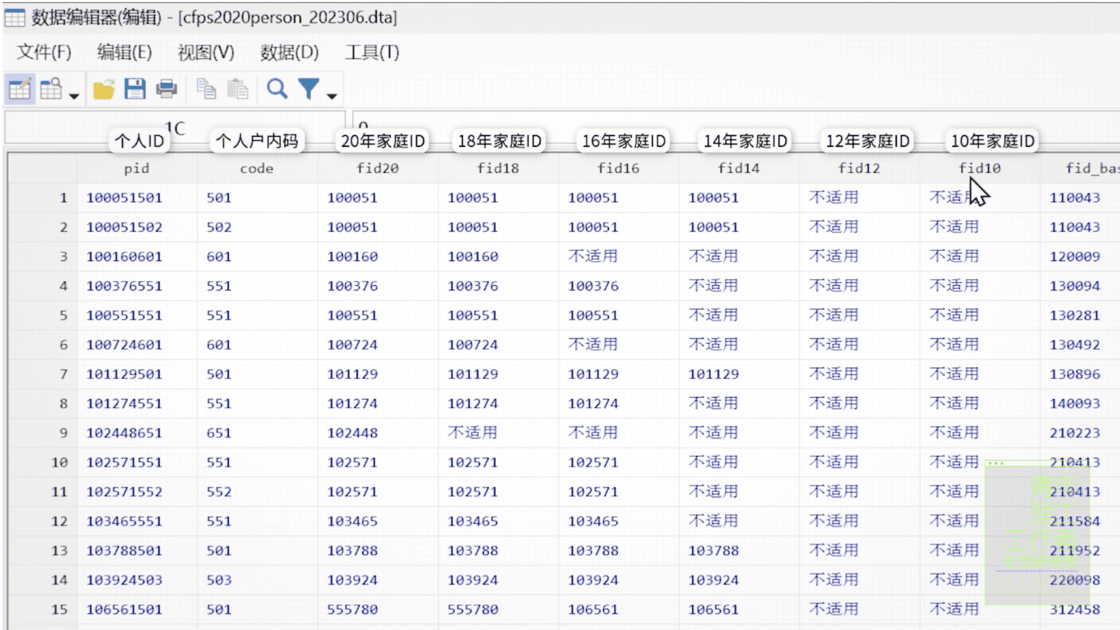 数据编辑器(编辑) - [cfps2020person_202306.dta]
文件(F) 编辑(E) 视图(V) 数据(D) 工具(T)
1C 0
个人ID 个人户内码 20年家庭ID 18年家庭ID 16年家庭ID 14年家庭ID 12年家庭ID 10年家庭ID
pid code fid20 fid18 fid16 fid14 fid12 fid10 fid_bas
1 100051501 501 100051 100051 100051 100051 不适用 不适用 110043
2 100051502 502 100051 100051 100051 100051 不适用 不适用 110043
3 100160601 601 100160 100160 不适用 不适用 不适用 不适用 120009
4 100376551 551 100376 100376 100376 不适用 不适用 不适用 130094
5 100551551 551 100551 100551 100551 不适用 不适用 不适用 130281
6 100724601 601 100724 100724 不适用 不适用 不适用 不适用 130492
7 101129501 501 101129 101129 101129 101129 不适用 不适用 130896
8 101274551 551 101274 101274 101274 不适用 不适用 不适用 140093
9 102448651 651 102448 不适用 不适用 不适用 不适用 不适用 210223
10 102571551 551 102571 102571 102571 不适用 不适用 不适用 210413
11 102571552 552 102571 102571 102571 不适用 不适用 不适用 210413
12 103465551 551 103465 103465 103465 不适用 不适用 不适用 211584
13 103788501 501 103788 103788 103788 103788 不适用 不适用 211952
14 103924503 503 103924 103924 103924 103924 不适用 不适用 220098
15 106561501 501 555780 555780 106561 106561 不适用 不适用 312458